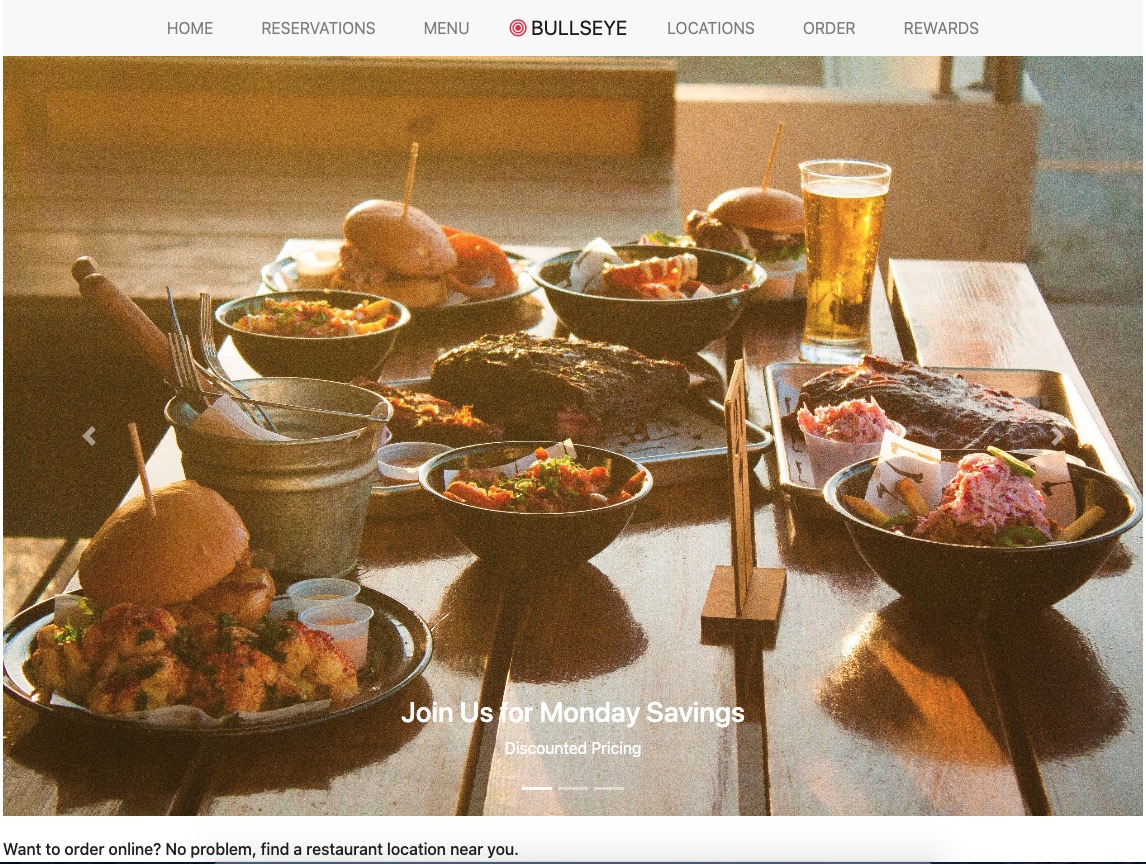 HOME RESERVATIONS MENU BULLSEYE LOCATIONS ORDER REWARDS
Join Us for Monday Savings
Discounted Pricing
Want to order online? No problem, find a restaurant location near you.